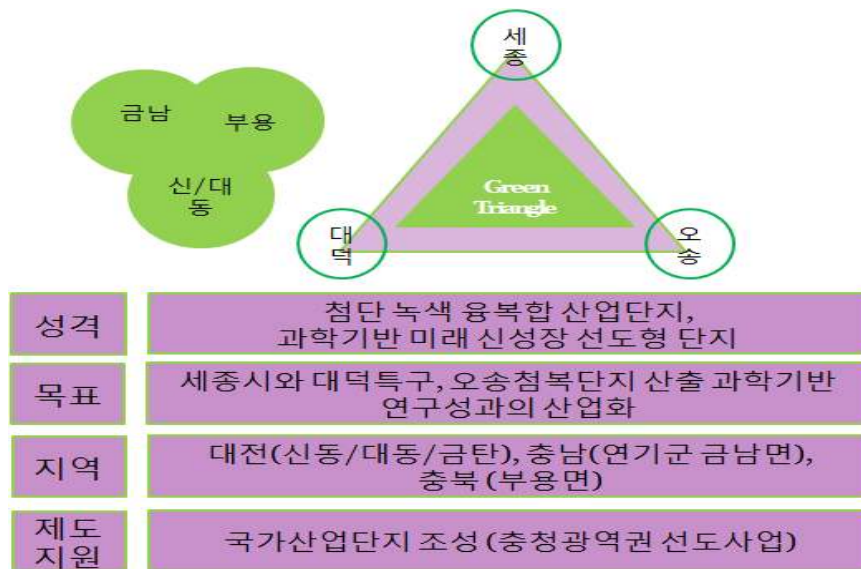 금남
부용
신/대
동
세
종
Green
Triangle
대
덕
오
송
성격
첨단 녹색 융복합 산업단지,
과학기반 미래 신성장 선도형 단지
목표
세종시와 대덕특구, 오송첨복단지 산출 과학기반
연구성과의 산업화
지역
대전(신동/대동/금탄), 충남(연기군 금남면),
충북 (부용면)
제도
지원
국가산업단지 조성 (충청광역권 선도사업)